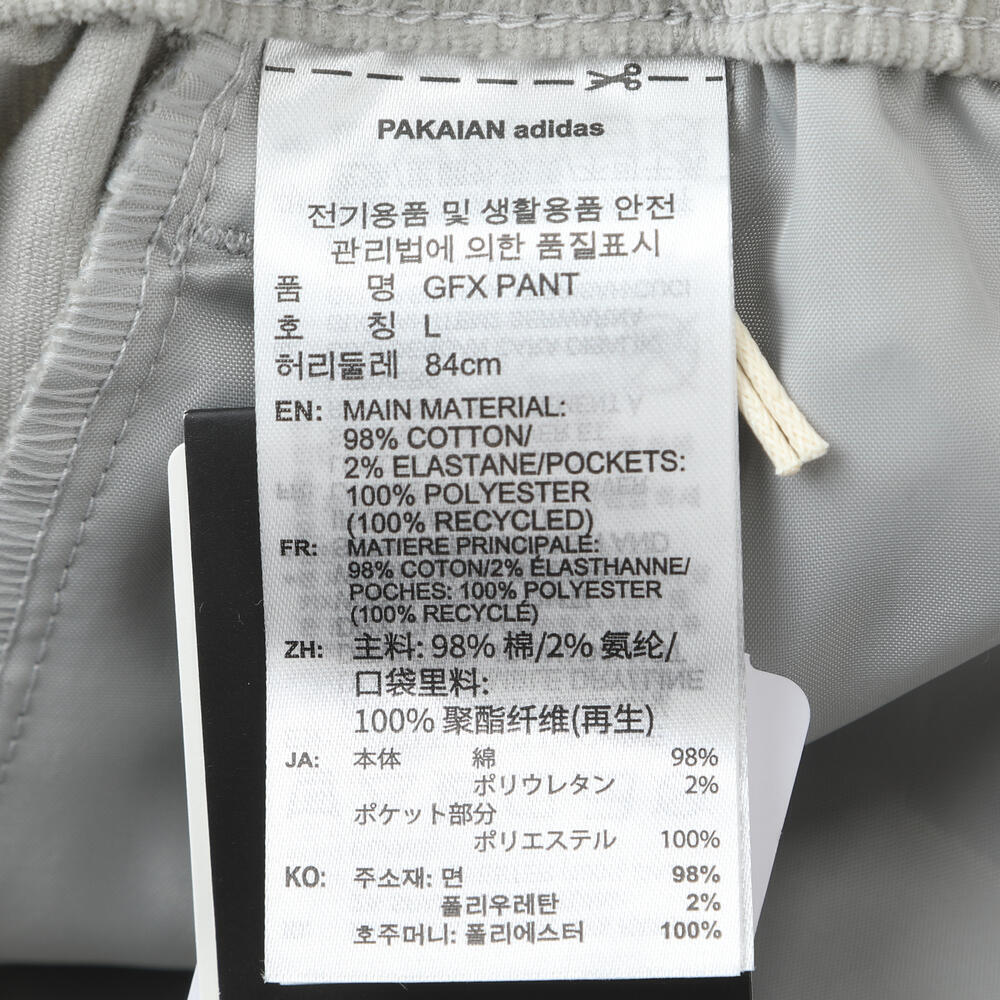 PAKAIAN adidas
전기용품 및 생활용품 안전
관리법에 의한 품질표시
품 명 GFX PANT
호 칭 L
허리둘레 84cm
EN: MAIN MATERIAL:
98% COTTON/
2% ELASTANE/POCKETS:
100% POLYESTER
(100% RECYCLED)
FR: MATIERE PRINCIPALE:
98% COTON/2% ÉLASTHANNE/
POCHES: 100% POLYESTER
(100% RECYCLÉ)
ZH: 主料: 98% 棉/2% 氨纶/
口袋里料:
100% 聚酯纤维(再生)
JA: 本体 綿 98%
ポリウレタン 2%
ポケット部分
ポリエステル 100%
KO: 주소재: 면 98%
폴리우레탄 2%
호주머니: 폴리에스터 100%